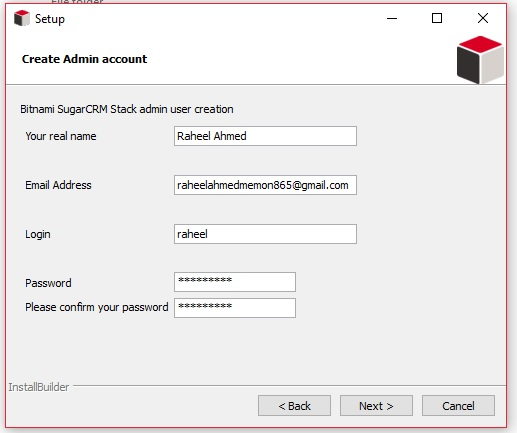 File folder
Setup
Create Admin account
Bitnami SugarCRM Stack admin user creation
Your real name Raheel Ahmed
Email Address raheelahmedmemon865@gmail.com
Login raheel
Password *********
Please confirm your password *********
InstallBuilder
< Back Next > Cancel